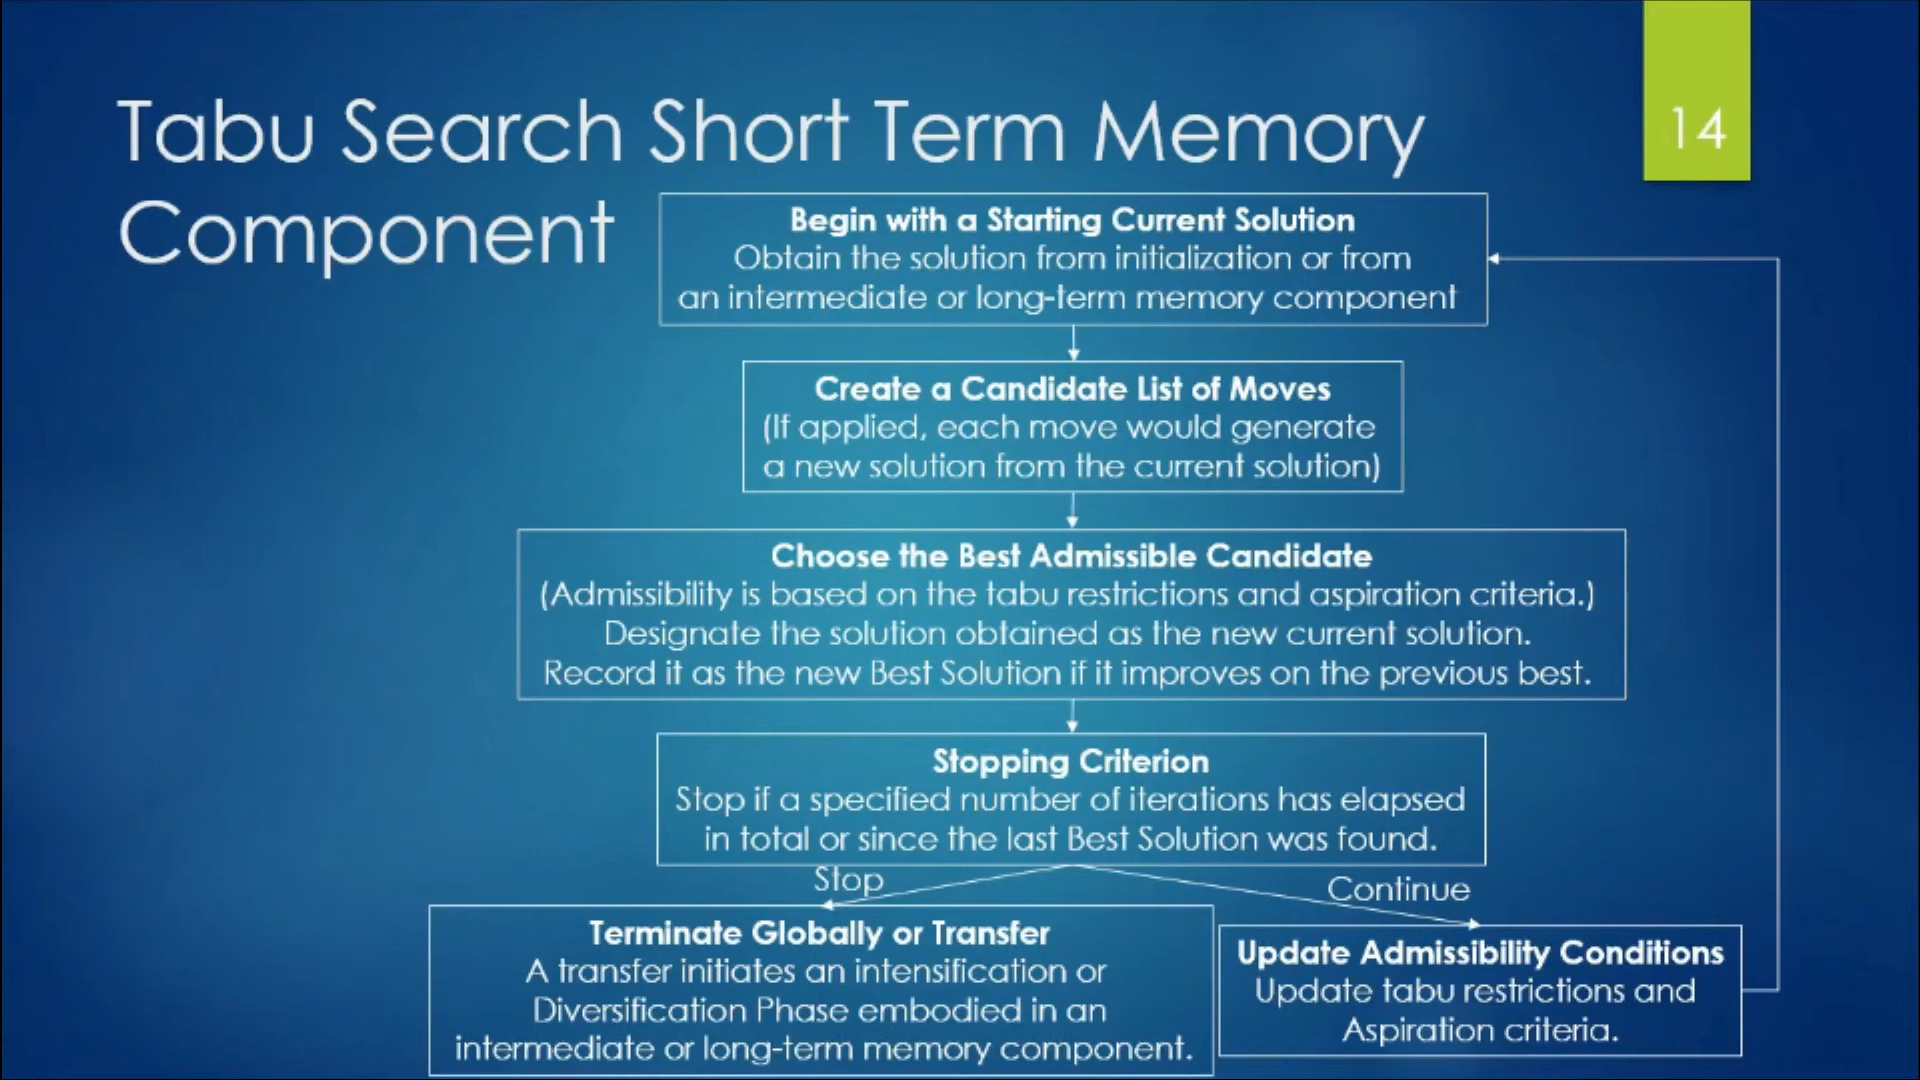 Tabu Search Short Term Memory
Component
14
Begin with a Starting Current Solution
Obtain the solution from initialization or from
an intermediate or long-term memory component
Create a Candidate List of Moves
(If applied, each move would generate
a new solution from the current solution)
Choose the Best Admissible Candidate
(Admissibility is based on the tabu restrictions and aspiration criteria.)
Designate the solution obtained as the new current solution.
Record it as the new Best Solution if it improves on the previous best.
Stopping Criterion
Stop if a specified number of iterations has elapsed
in total or since the last Best Solution was found.
Stop
Continue
Terminate Globally or Transfer
A transfer initiates an intensification or
Diversification Phase embodied in an
intermediate or long-term memory component.
Update Admissibility Conditions
Update tabu restrictions and
Aspiration criteria.